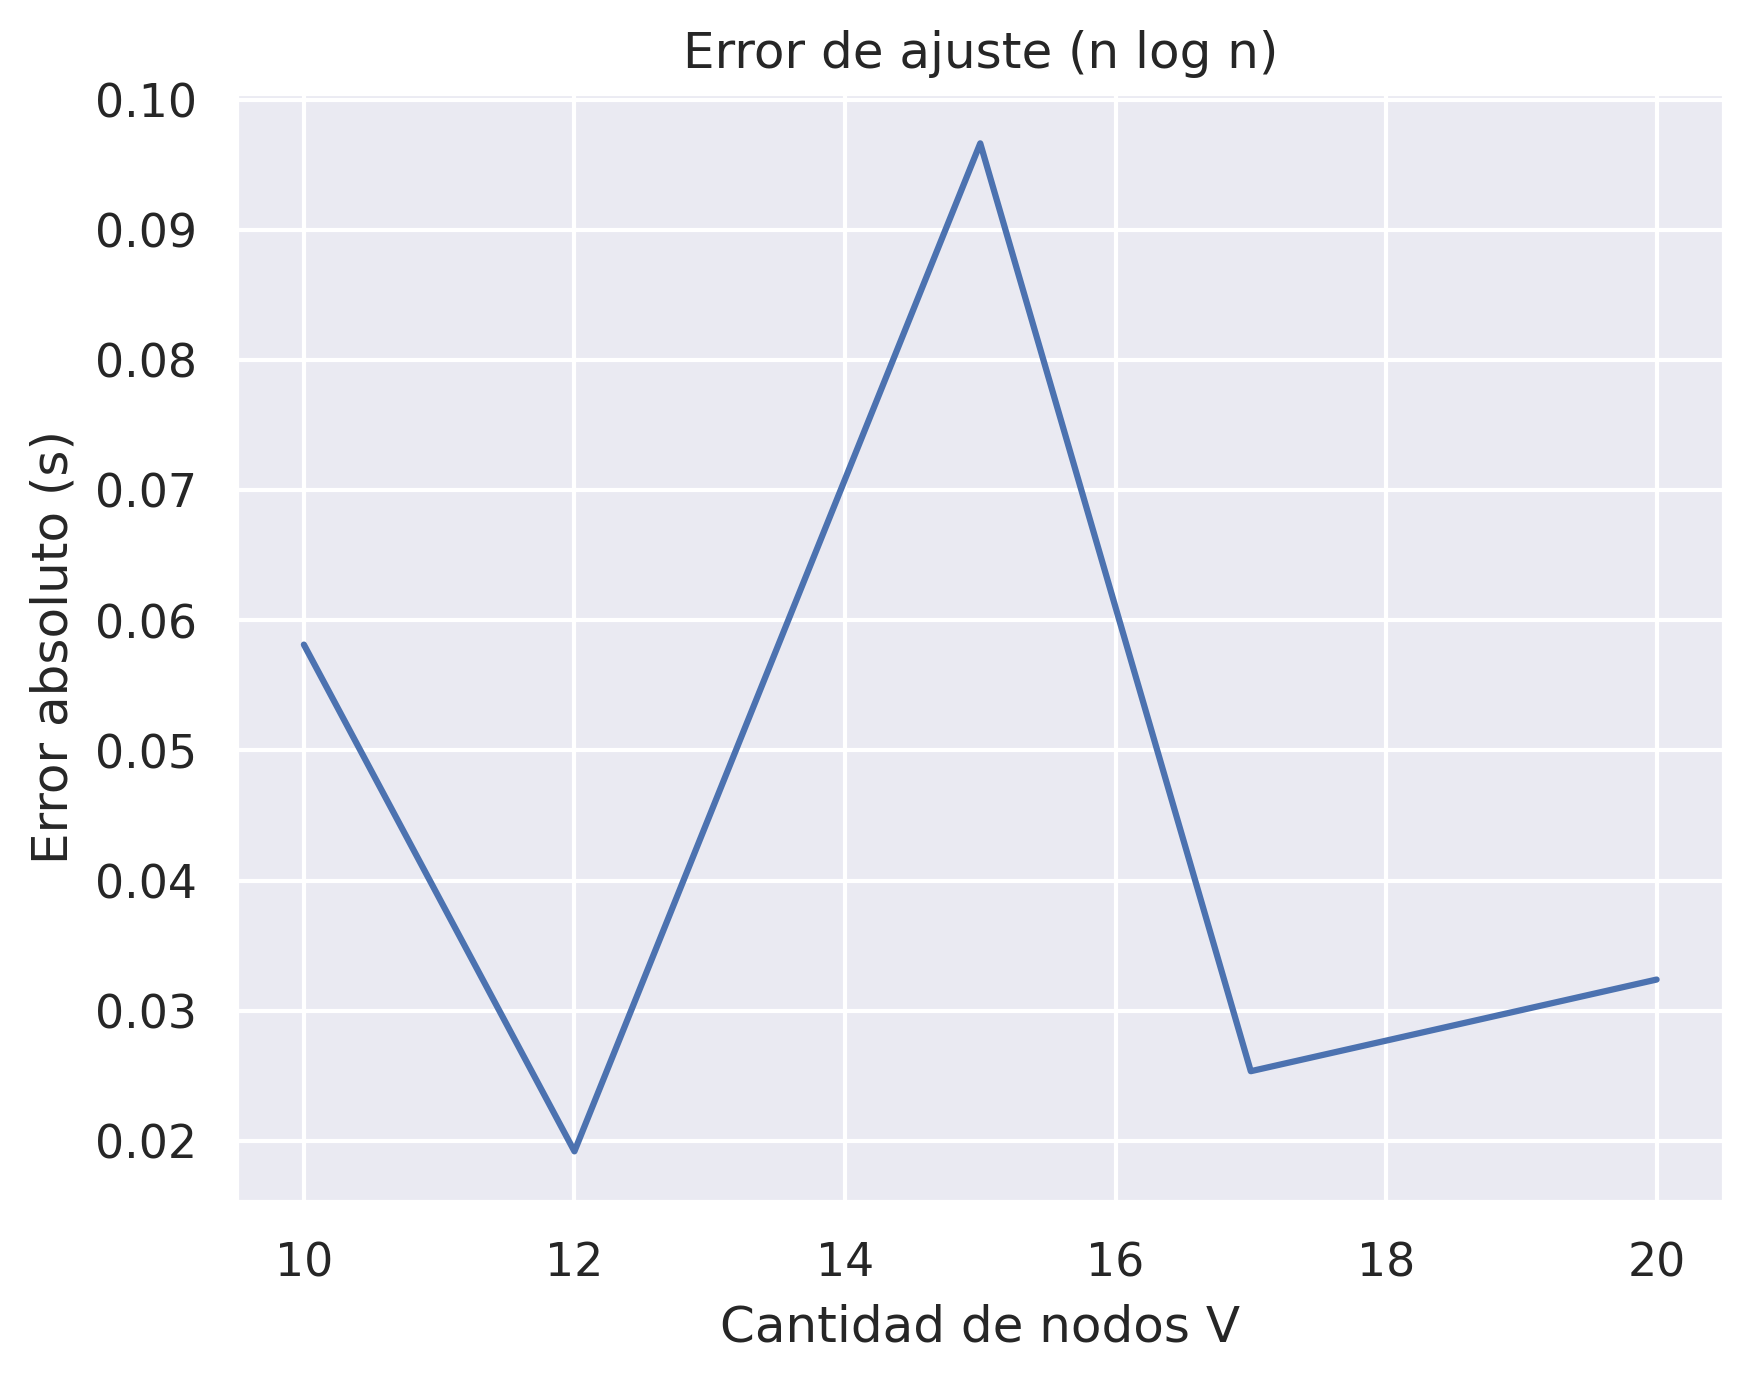 Error de ajuste (n log n)
0.10
0.09
0.08
0.07
0.06
0.05
0.04
0.03
0.02
Error absoluto (s)
10 12 14 16 18 20
Cantidad de nodos V